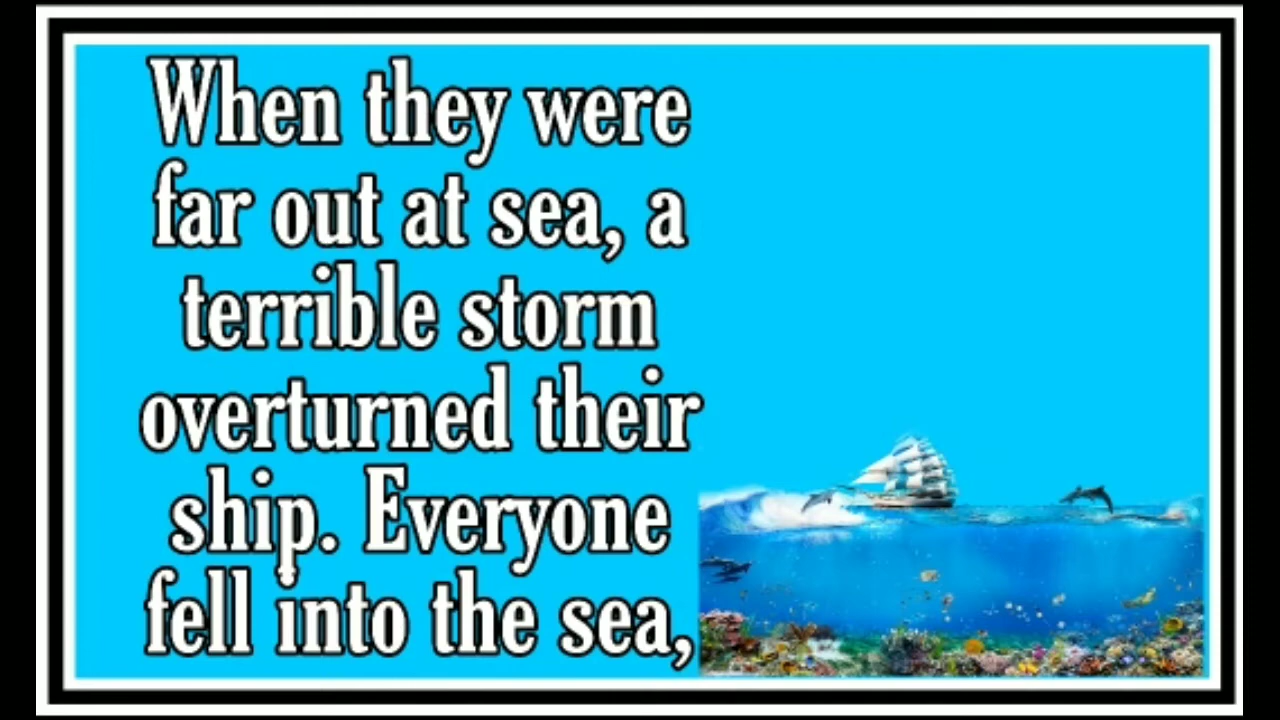 When they were
far out at sea, a
terrible storm
overturned their
ship. Everyone
fell into the sea,